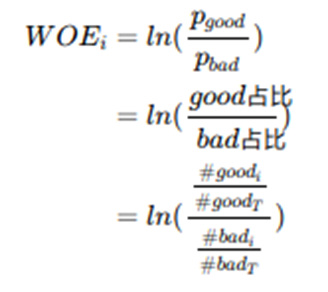 WOE_i = ln(p_good / p_bad)
= ln(good占比 / bad占比)
= ln((#good_i / #good_T) / (#bad_i / #bad_T))